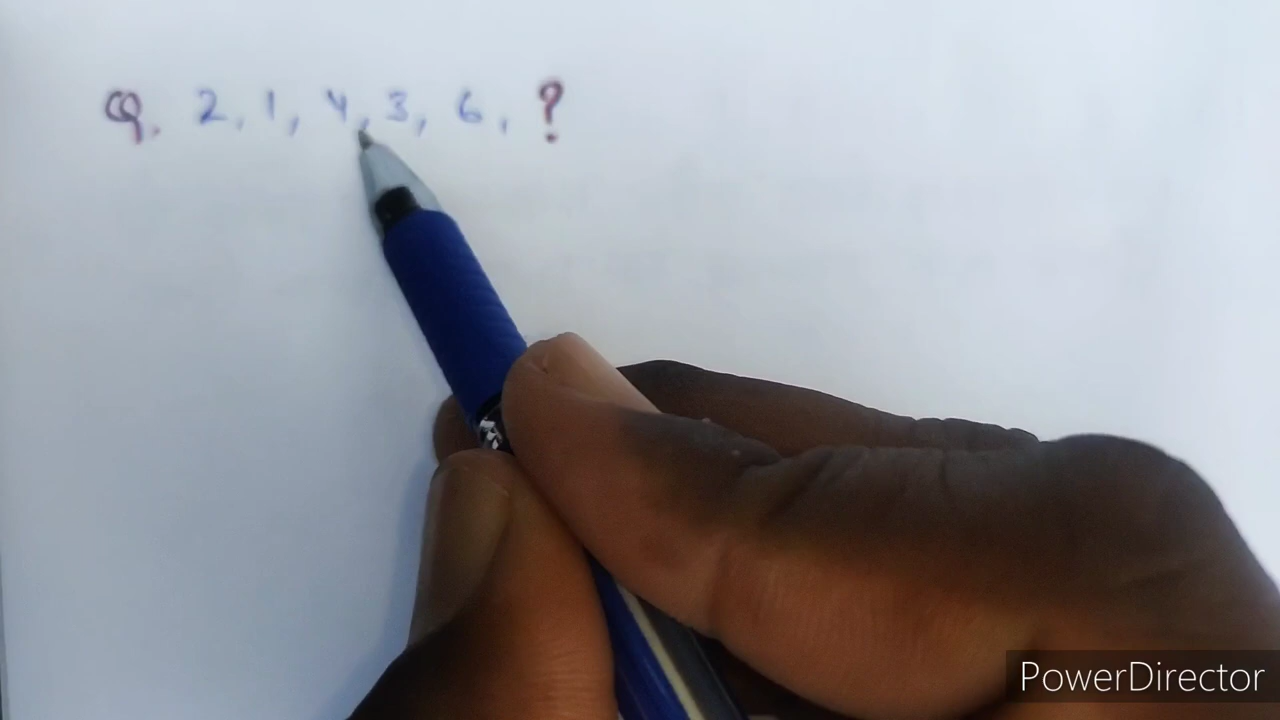 Q. 2, 1, 4, 3, 6, ?
PowerDirector